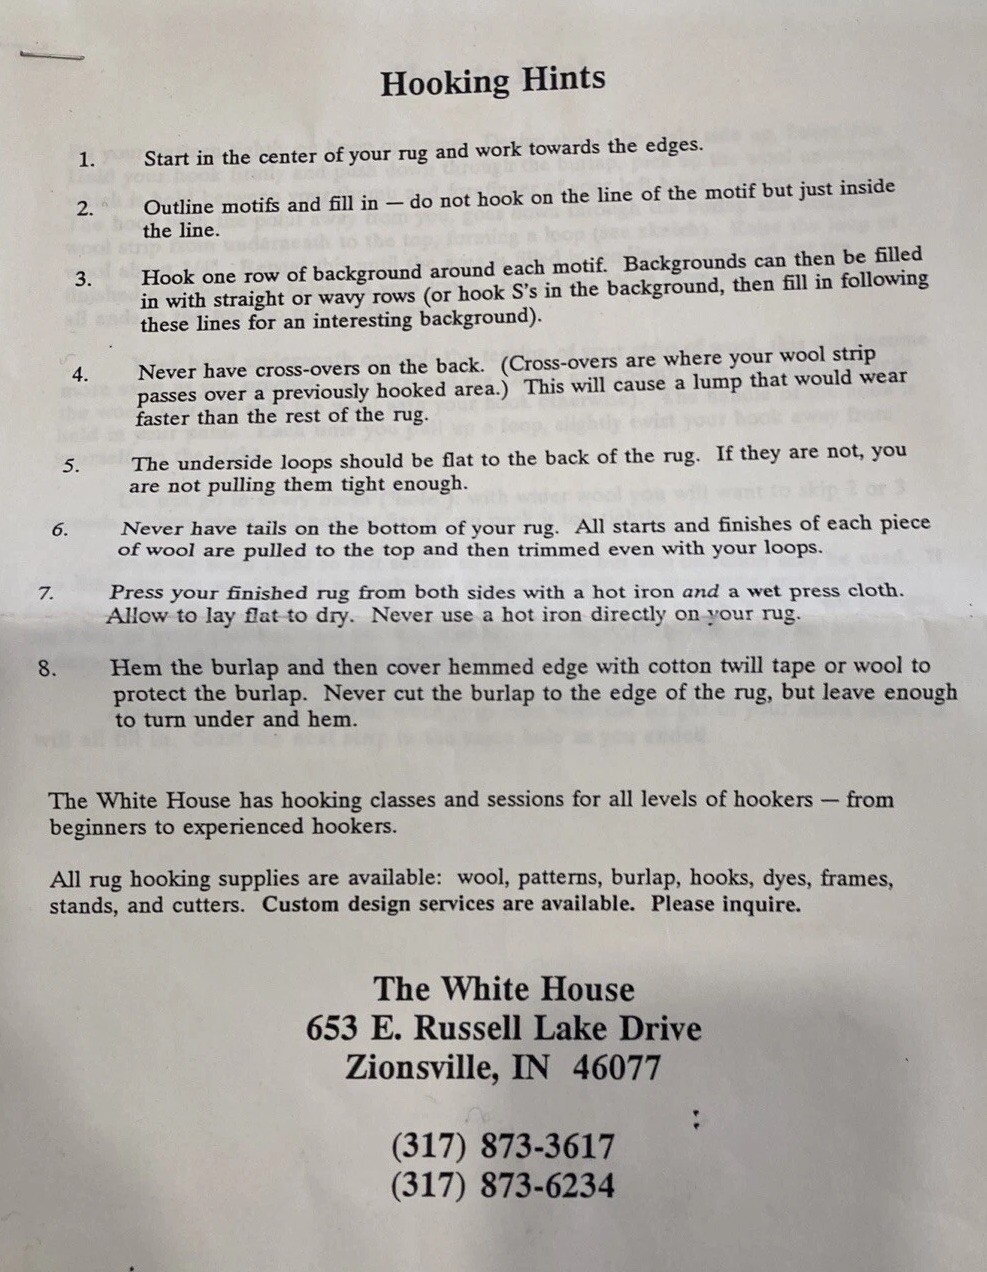 Hooking Hints
1. Start in the center of your rug and work towards the edges.
2. Outline motifs and fill in — do not hook on the line of the motif but just inside
the line.
3. Hook one row of background around each motif. Backgrounds can then be filled
in with straight or wavy rows (or hook S's in the background, then fill in following
these lines for an interesting background).
4. Never have cross-overs on the back. (Cross-overs are where your wool strip
passes over a previously hooked area.) This will cause a lump that would wear
faster than the rest of the rug.
5. The underside loops should be flat to the back of the rug. If they are not, you
are not pulling them tight enough.
6. Never have tails on the bottom of your rug. All starts and finishes of each piece
of wool are pulled to the top and then trimmed even with your loops.
7. Press your finished rug from both sides with a hot iron and a wet press cloth.
Allow to lay flat to dry. Never use a hot iron directly on your rug.
8. Hem the burlap and then cover hemmed edge with cotton twill tape or wool to
protect the burlap. Never cut the burlap to the edge of the rug, but leave enough
to turn under and hem.
The White House has hooking classes and sessions for all levels of hookers — from
beginners to experienced hookers.
All rug hooking supplies are available: wool, patterns, burlap, hooks, dyes, frames,
stands, and cutters. Custom design services are available. Please inquire.
The White House
653 E. Russell Lake Drive
Zionsville, IN 46077
(317) 873-3617
(317) 873-6234